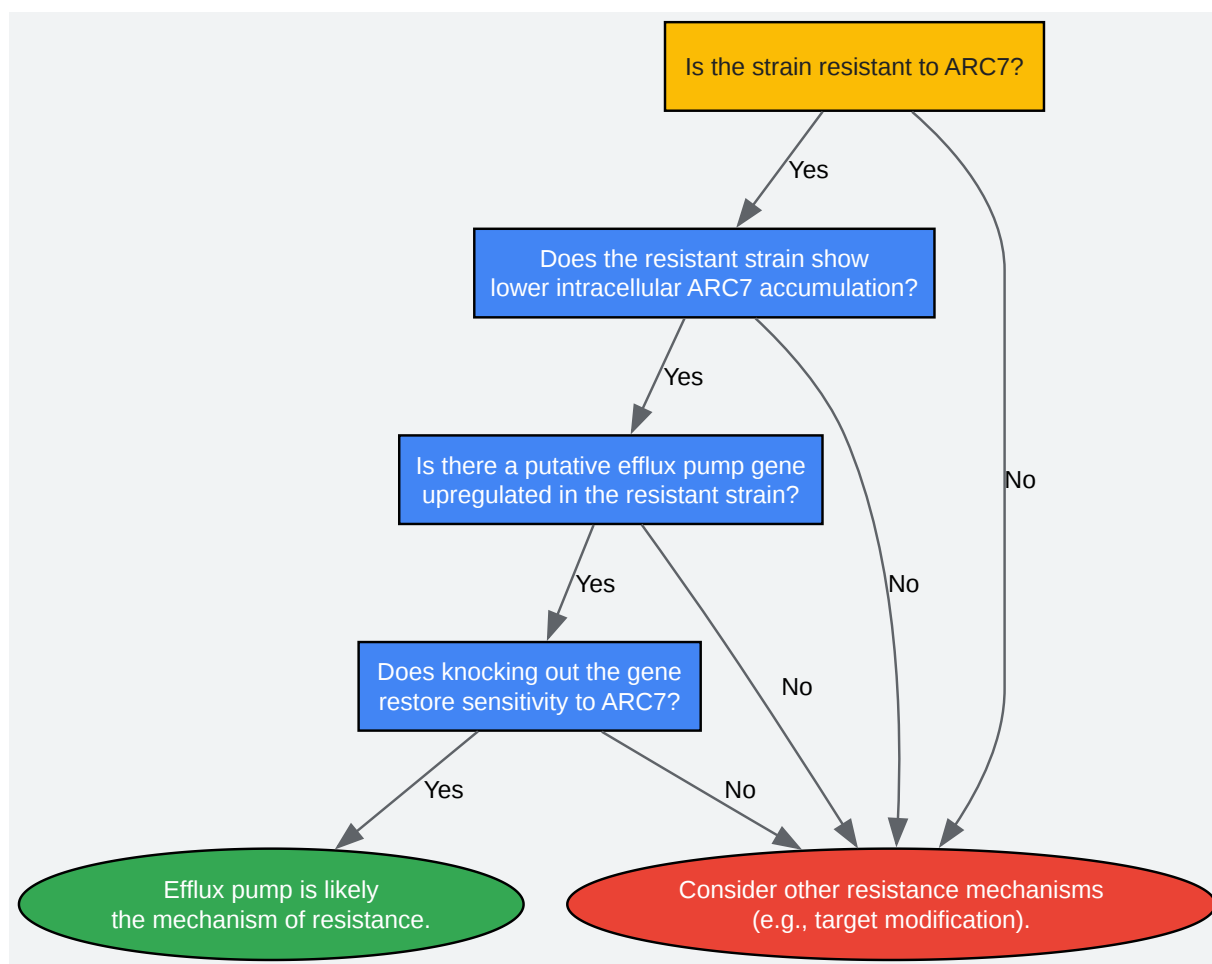 Is the strain resistant to ARC7?
Yes
Does the resistant strain show
lower intracellular ARC7 accumulation?
Yes
No
Is there a putative efflux pump gene
upregulated in the resistant strain?
Yes
No
Does knocking out the gene
restore sensitivity to ARC7?
No
Yes
No
Efflux pump is likely
the mechanism of resistance.
Consider other resistance mechanisms
(e.g., target modification).